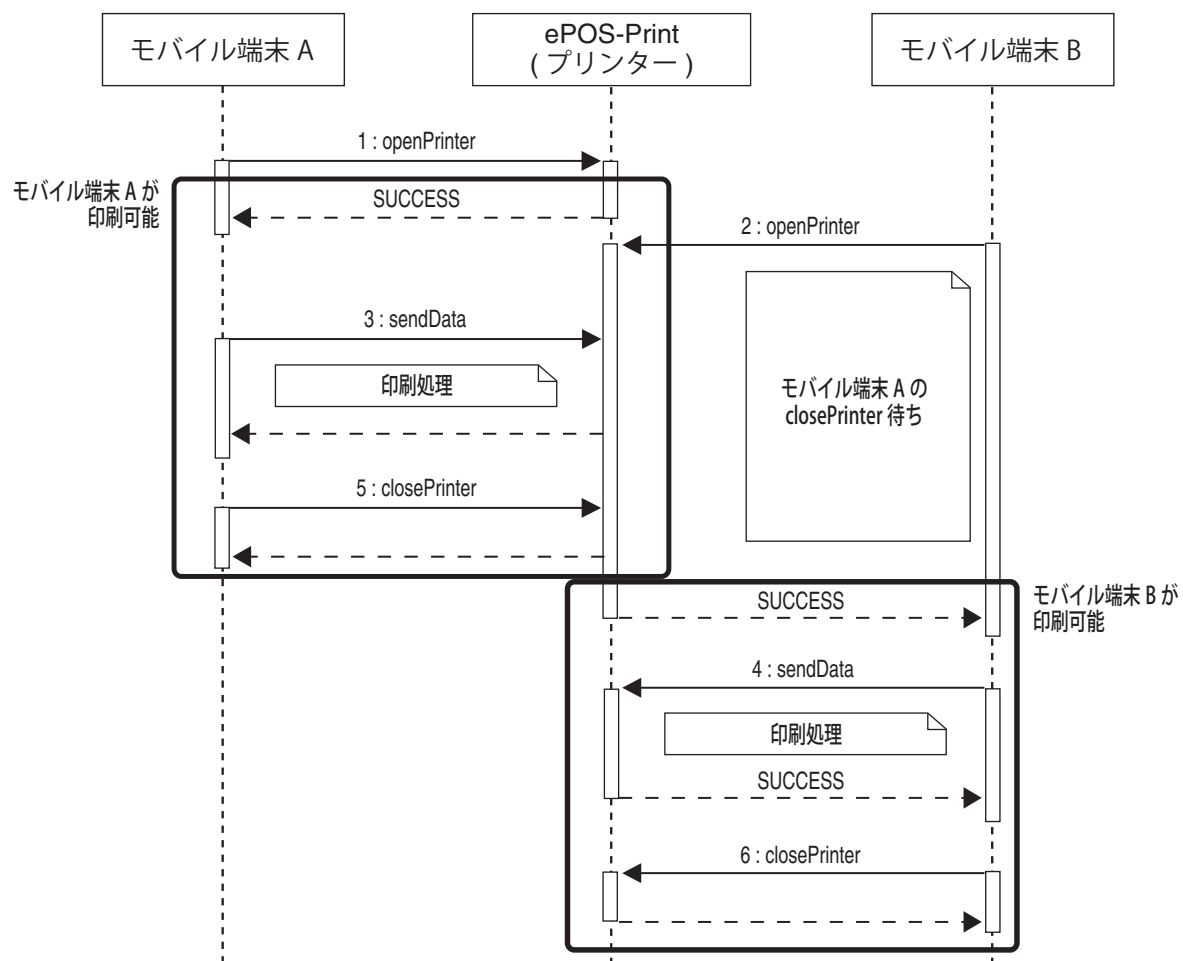 モバイル端末 A
ePOS-Print
( プリンター )
モバイル端末 B
1 : openPrinter
モバイル端末 A が
印刷可能
SUCCESS
2 : openPrinter
3 : sendData
印刷処理
モバイル端末 A の
closePrinter 待ち
5 : closePrinter
SUCCESS
モバイル端末 B が
印刷可能
4 : sendData
印刷処理
SUCCESS
6 : closePrinter